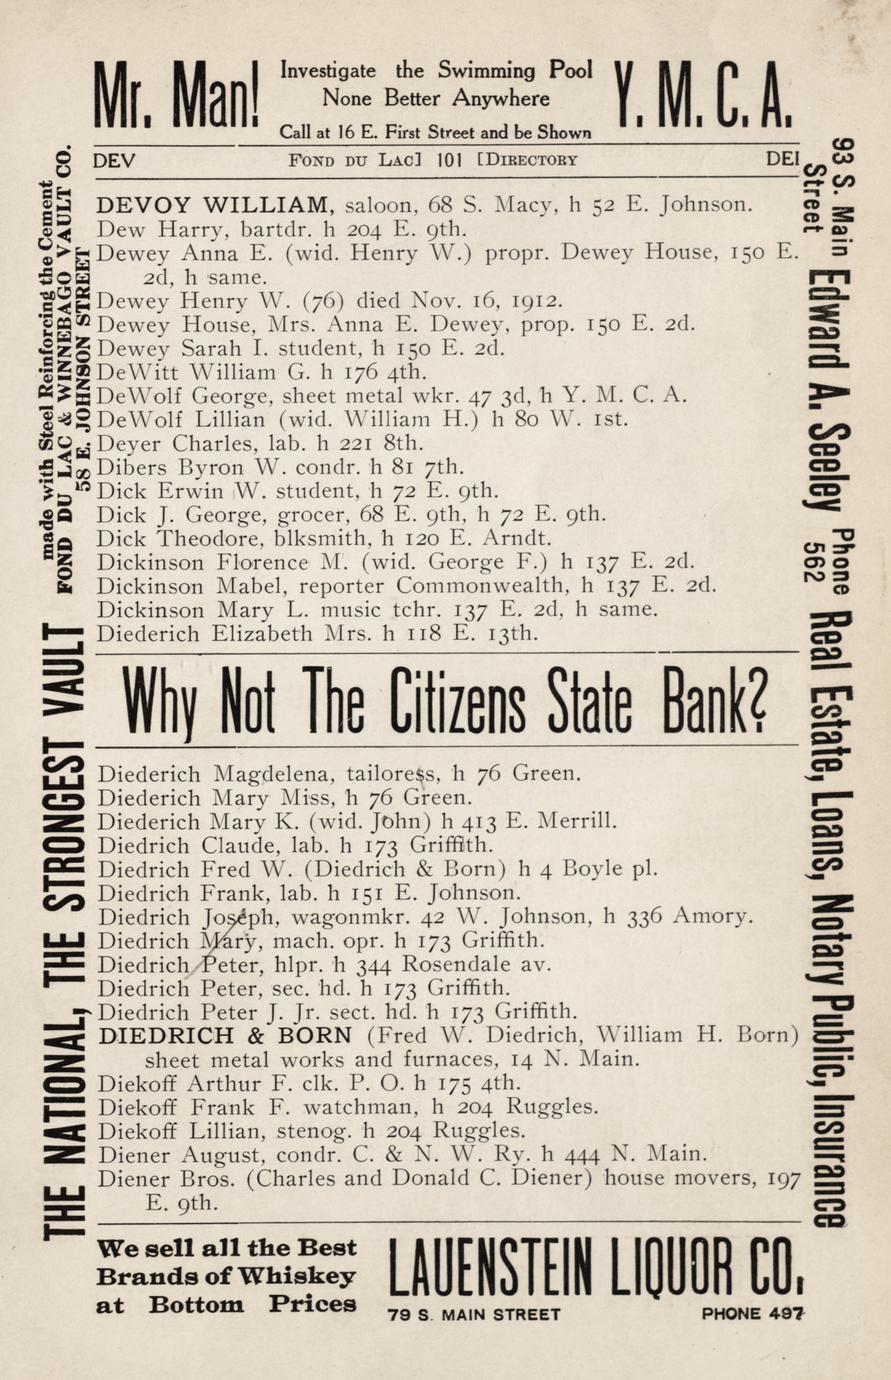 Mr. Man!
Investigate the Swimming Pool
None Better Anywhere
Call at 16 E. First Street and be Shown
Y. M. C. A.
DEV FOND DU LAC] 101 [DIRECTORY DEI
DEVOY WILLIAM, saloon, 68 S. Macy, h 52 E. Johnson.
Dew Harry, bartdr. h 204 E. 9th.
Dewey Anna E. (wid. Henry W.) propr. Dewey House, 150 E.
2d, h same.
Dewey Henry W. (76) died Nov. 16, 1912.
Dewey House, Mrs. Anna E. Dewey, prop. 150 E. 2d.
Dewey Sarah I. student, h 150 E. 2d.
DeWitt William G. h 176 4th.
DeWolf George, sheet metal wkr. 47 3d, h Y. M. C. A.
DeWolf Lillian (wid. William H.) h 80 W. 1st.
Deyer Charles, lab. h 221 8th.
Dibers Byron W. condr. h 81 7th.
Dick Erwin W. student, h 72 E. 9th.
Dick J. George, grocer, 68 E. 9th, h 72 E. 9th.
Dick Theodore, blksmith, h 120 E. Arndt.
Dickinson Florence M. (wid. George F.) h 137 E. 2d.
Dickinson Mabel, reporter Commonwealth, h 137 E. 2d.
Dickinson Mary L. music tchr. 137 E. 2d, h same.
Diederich Elizabeth Mrs. h 118 E. 13th.
Why Not The Citizens State Bank?
Diederich Magdelena, tailoress, h 76 Green.
Diederich Mary Miss, h 76 Green.
Diederich Mary K. (wid. John) h 413 E. Merrill.
Diedrich Claude, lab. h 173 Griffith.
Diedrich Fred W. (Diedrich & Born) h 4 Boyle pl.
Diedrich Frank, lab. h 151 E. Johnson.
Diedrich Joseph, wagonmkr. 42 W. Johnson, h 336 Amory.
Diedrich Mary, mach. opr. h 173 Griffith.
Diedrich Peter, hlpr. h 344 Rosendale av.
Diedrich Peter, sec. hd. h 173 Griffith.
Diedrich Peter J. Jr. sect. hd. h 173 Griffith.
DIEDRICH & BORN (Fred W. Diedrich, William H. Born)
sheet metal works and furnaces, 14 N. Main.
Diekoff Arthur F. clk. P. O. h 175 4th.
Diekoff Frank F. watchman, h 204 Ruggles.
Diekoff Lillian, stenog. h 204 Ruggles.
Diener August, condr. C. & N. W. Ry. h 444 N. Main.
Diener Bros. (Charles and Donald C. Diener) house movers, 197
E. 9th.
We sell all the Best
Brands of Whiskey
at Bottom Prices
LAUENSTEIN LIQUOR CO.
79 S. MAIN STREET PHONE 497
THE NATIONAL, THE STRONGEST VAULT
made with Steel Reinforcing the Cement
FOND DU LAC & WINNEBAGO VAULT CO.
58 E. JOHNSON STREET
93 S. Main
Street
Edward A. Seeley
Phone
562
Real Estate, Loans, Notary Public, Insurance